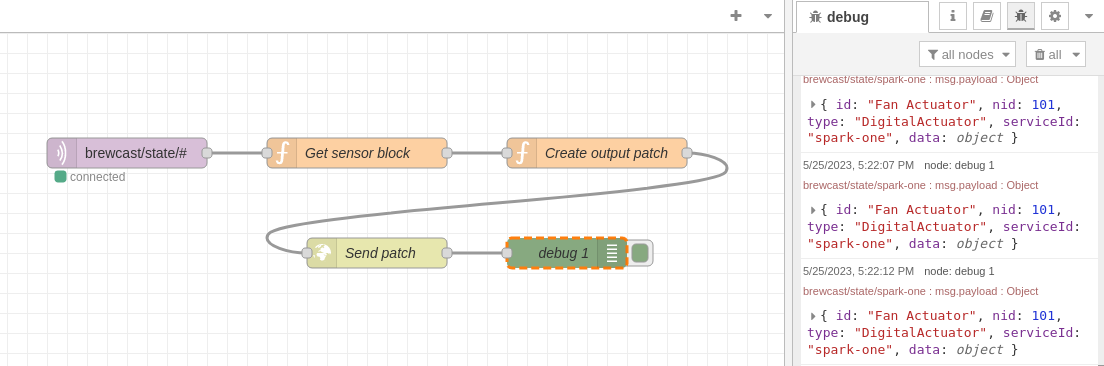 debug
all nodes
all
brewcast/state/#
connected
Get sensor block
Create output patch
Send patch
debug 1
brewcast/state/spark-one : msg.payload : Object
{ id: "Fan Actuator", nid: 101,
type: "DigitalActuator", serviceId:
"spark-one", data: object }
5/25/2023, 5:22:07 PM node: debug 1
brewcast/state/spark-one : msg.payload : Object
{ id: "Fan Actuator", nid: 101,
type: "DigitalActuator", serviceId:
"spark-one", data: object }
5/25/2023, 5:22:12 PM node: debug 1
brewcast/state/spark-one : msg.payload : Object
{ id: "Fan Actuator", nid: 101,
type: "DigitalActuator", serviceId:
"spark-one", data: object }